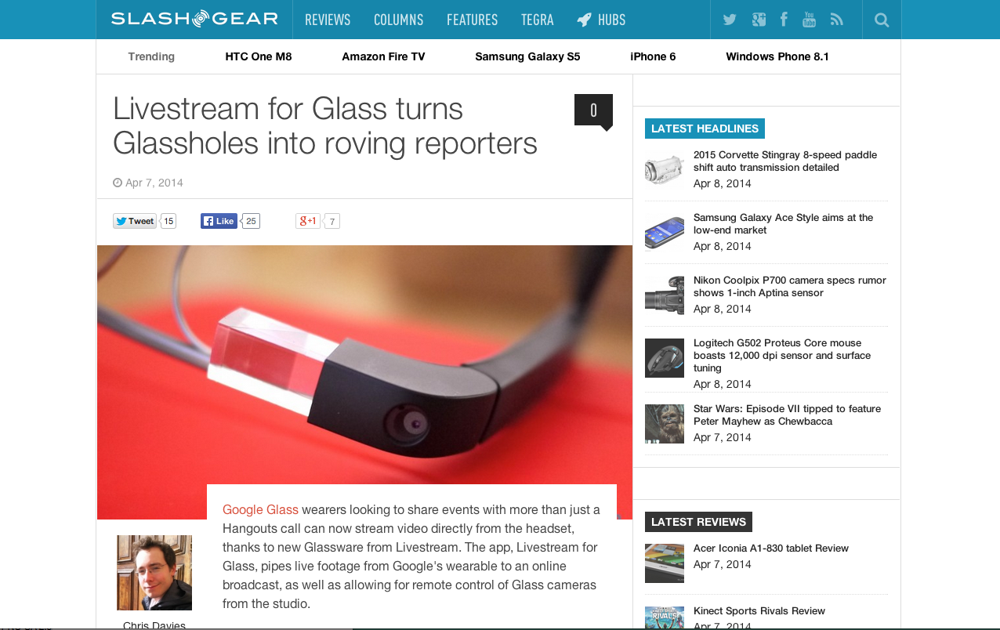 SLASH GEAR REVIEWS COLUMNS FEATURES TEGRA HUBS
Trending HTC One M8 Amazon Fire TV Samsung Galaxy S5 iPhone 6 Windows Phone 8.1
Livestream for Glass turns
Glassholes into roving reporters
0
Apr 7, 2014
Tweet 15 Like 25 g+1 7
Google Glass wearers looking to share events with more than just a
Hangouts call can now stream video directly from the headset,
thanks to new Glassware from Livestream. The app, Livestream for
Glass, pipes live footage from Google's wearable to an online
broadcast, as well as allowing for remote control of Glass cameras
from the studio.
Chris Davies
LATEST HEADLINES
2015 Corvette Stingray 8-speed paddle
shift auto transmission detailed
Apr 8, 2014
Samsung Galaxy Ace Style aims at the
low-end market
Apr 8, 2014
Nikon Coolpix P700 camera specs rumor
shows 1-inch Aptina sensor
Apr 8, 2014
Logitech G502 Proteus Core mouse
boasts 12,000 dpi sensor and surface
tuning
Apr 8, 2014
Star Wars: Episode VII tipped to feature
Peter Mayhew as Chewbacca
Apr 7, 2014
LATEST REVIEWS
Acer Iconia A1-830 tablet Review
Apr 7, 2014
Kinect Sports Rivals Review
Apr 7, 2014
RIVALS